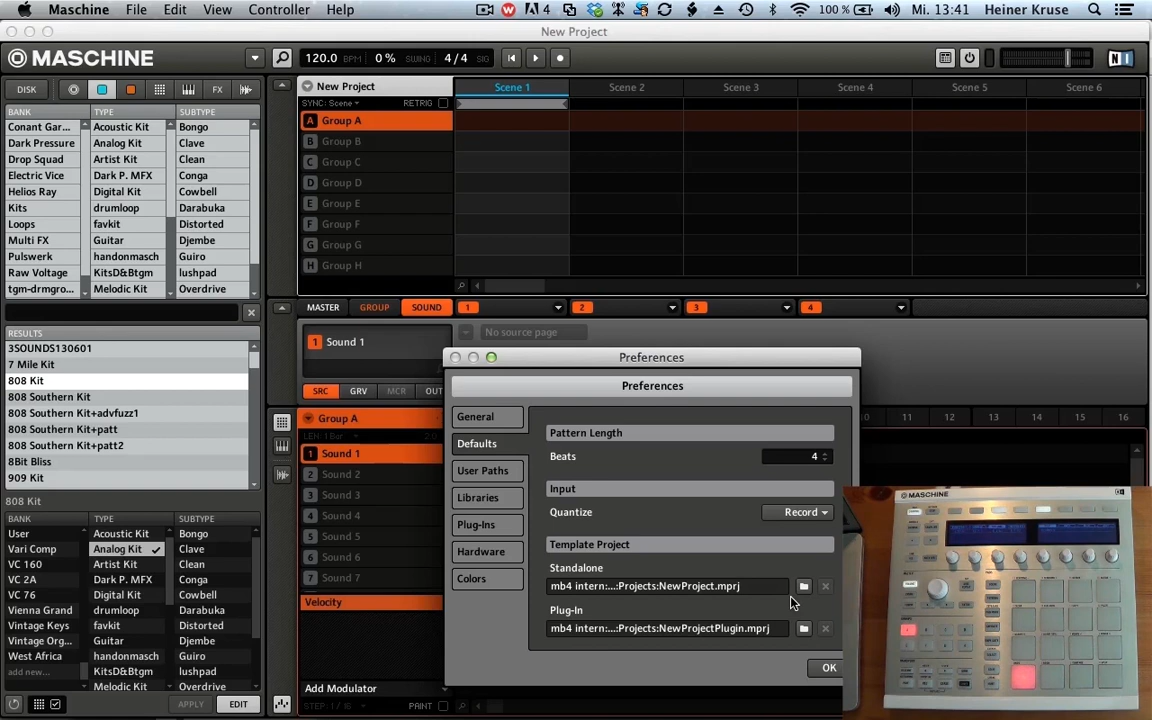 Maschine File Edit View Controller Help
4 100% Mi. 13:41 Heiner Kruse
New Project
MASCHINE 120.0 BPM 0% SWING 4/4 SIG
DISK FX
BANK TYPE SUBTYPE
Conant Gar... Acoustic Kit Bongo
Dark Pressure Analog Kit Clave
Drop Squad Artist Kit Clean
Electric Vice Dark P. MFX Conga
Helios Ray Digital Kit Cowbell
Kits drumloop Darabuka
Loops favkit Distorted
Multi FX Guitar Djembe
Pulswerk handonmasch Guiro
Raw Voltage KitsD&Btgm lushpad
tgm-drmgro... Melodic Kit Overdrive
RESULTS
3SOUNDS130601
7 Mile Kit
808 Kit
808 Southern Kit
808 Southern Kit+advfuzz1
808 Southern Kit+patt
808 Southern Kit+patt2
8Bit Bliss
909 Kit
808 Kit
BANK TYPE SUBTYPE
User Acoustic Kit Bongo
Vari Comp Analog Kit Clave
VC 160 Artist Kit Clean
VC 2A Dark P. MFX Conga
VC 76 Digital Kit Cowbell
Vienna Grand drumloop Darabuka
Vintage Keys favkit Distorted
Vintage Org... Guitar Djembe
West Africa handonmasch Guiro
add new... KitsD&Btgm lushpad
Melodic Kit Overdrive
APPLY EDIT
New Project Scene 1 Scene 2 Scene 3 Scene 4 Scene 5 Scene 6
SYNC: Scene RETRIG
A Group A
B Group B
C Group C
D Group D
E Group E
F Group F
G Group G
H Group H
MASTER GROUP SOUND 1 2 3 4
1 Sound 1 No source page
SRC GRV MCR OUT
Group A
1 Sound 1
2 Sound 2
3 Sound 3
4 Sound 4
5 Sound 5
6 Sound 6
7 Sound 7
Velocity
Add Modulator
STEP: 1/16 PAINT
10 11 12 13 14 15 16
Preferences
Preferences
General
Defaults
User Paths
Libraries
Plug-Ins
Hardware
Colors
Pattern Length
Beats 4
Input
Quantize Record
Template Project
Standalone
mb4 intern:...:Projects:NewProject.mprj
Plug-In
mb4 intern:...:Projects:NewProjectPlugin.mprj
OK
MASCHINE